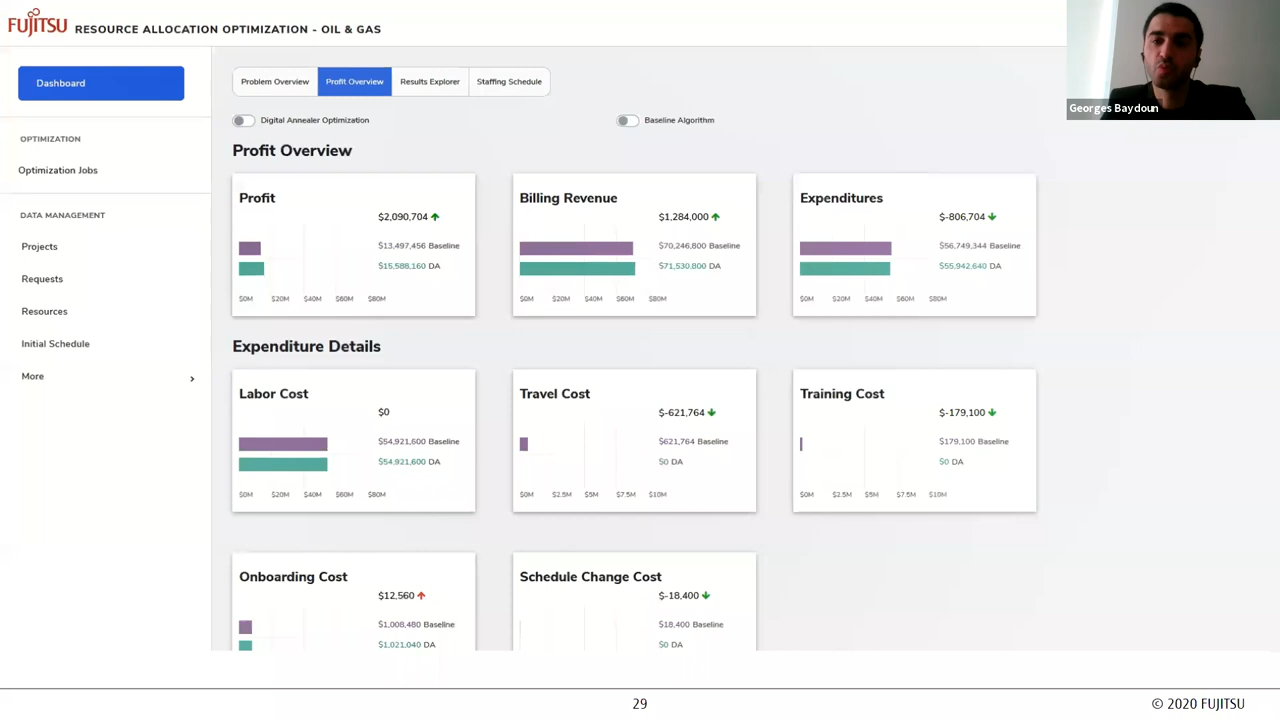 FUJITSU RESOURCE ALLOCATION OPTIMIZATION - OIL & GAS
Georges Baydoun
Dashboard
OPTIMIZATION
Optimization Jobs
DATA MANAGEMENT
Projects
Requests
Resources
Initial Schedule
More
Problem Overview Profit Overview Results Explorer Staffing Schedule
Digital Annealer Optimization Baseline Algorithm
Profit Overview
Profit
$2,090,704
$13,497,456 Baseline
$15,588,160 DA
$0M $20M $40M $60M $80M
Billing Revenue
$1,284,000
$70,246,800 Baseline
$71,530,800 DA
$0M $20M $40M $60M $80M
Expenditures
$-806,704
$56,749,344 Baseline
$55,942,640 DA
$0M $20M $40M $60M $80M
Expenditure Details
Labor Cost
$0
$54,921,600 Baseline
$54,921,600 DA
$0M $20M $40M $60M $80M
Travel Cost
$-621,764
$621,764 Baseline
$0 DA
$0M $2.5M $5M $7.5M $10M
Training Cost
$-179,100
$179,100 Baseline
$0 DA
$0M $2.5M $5M $7.5M $10M
Onboarding Cost
$12,560
$1,008,480 Baseline
$1,021,040 DA
Schedule Change Cost
$-18,400
$18,400 Baseline
$0 DA
29
© 2020 FUJITSU